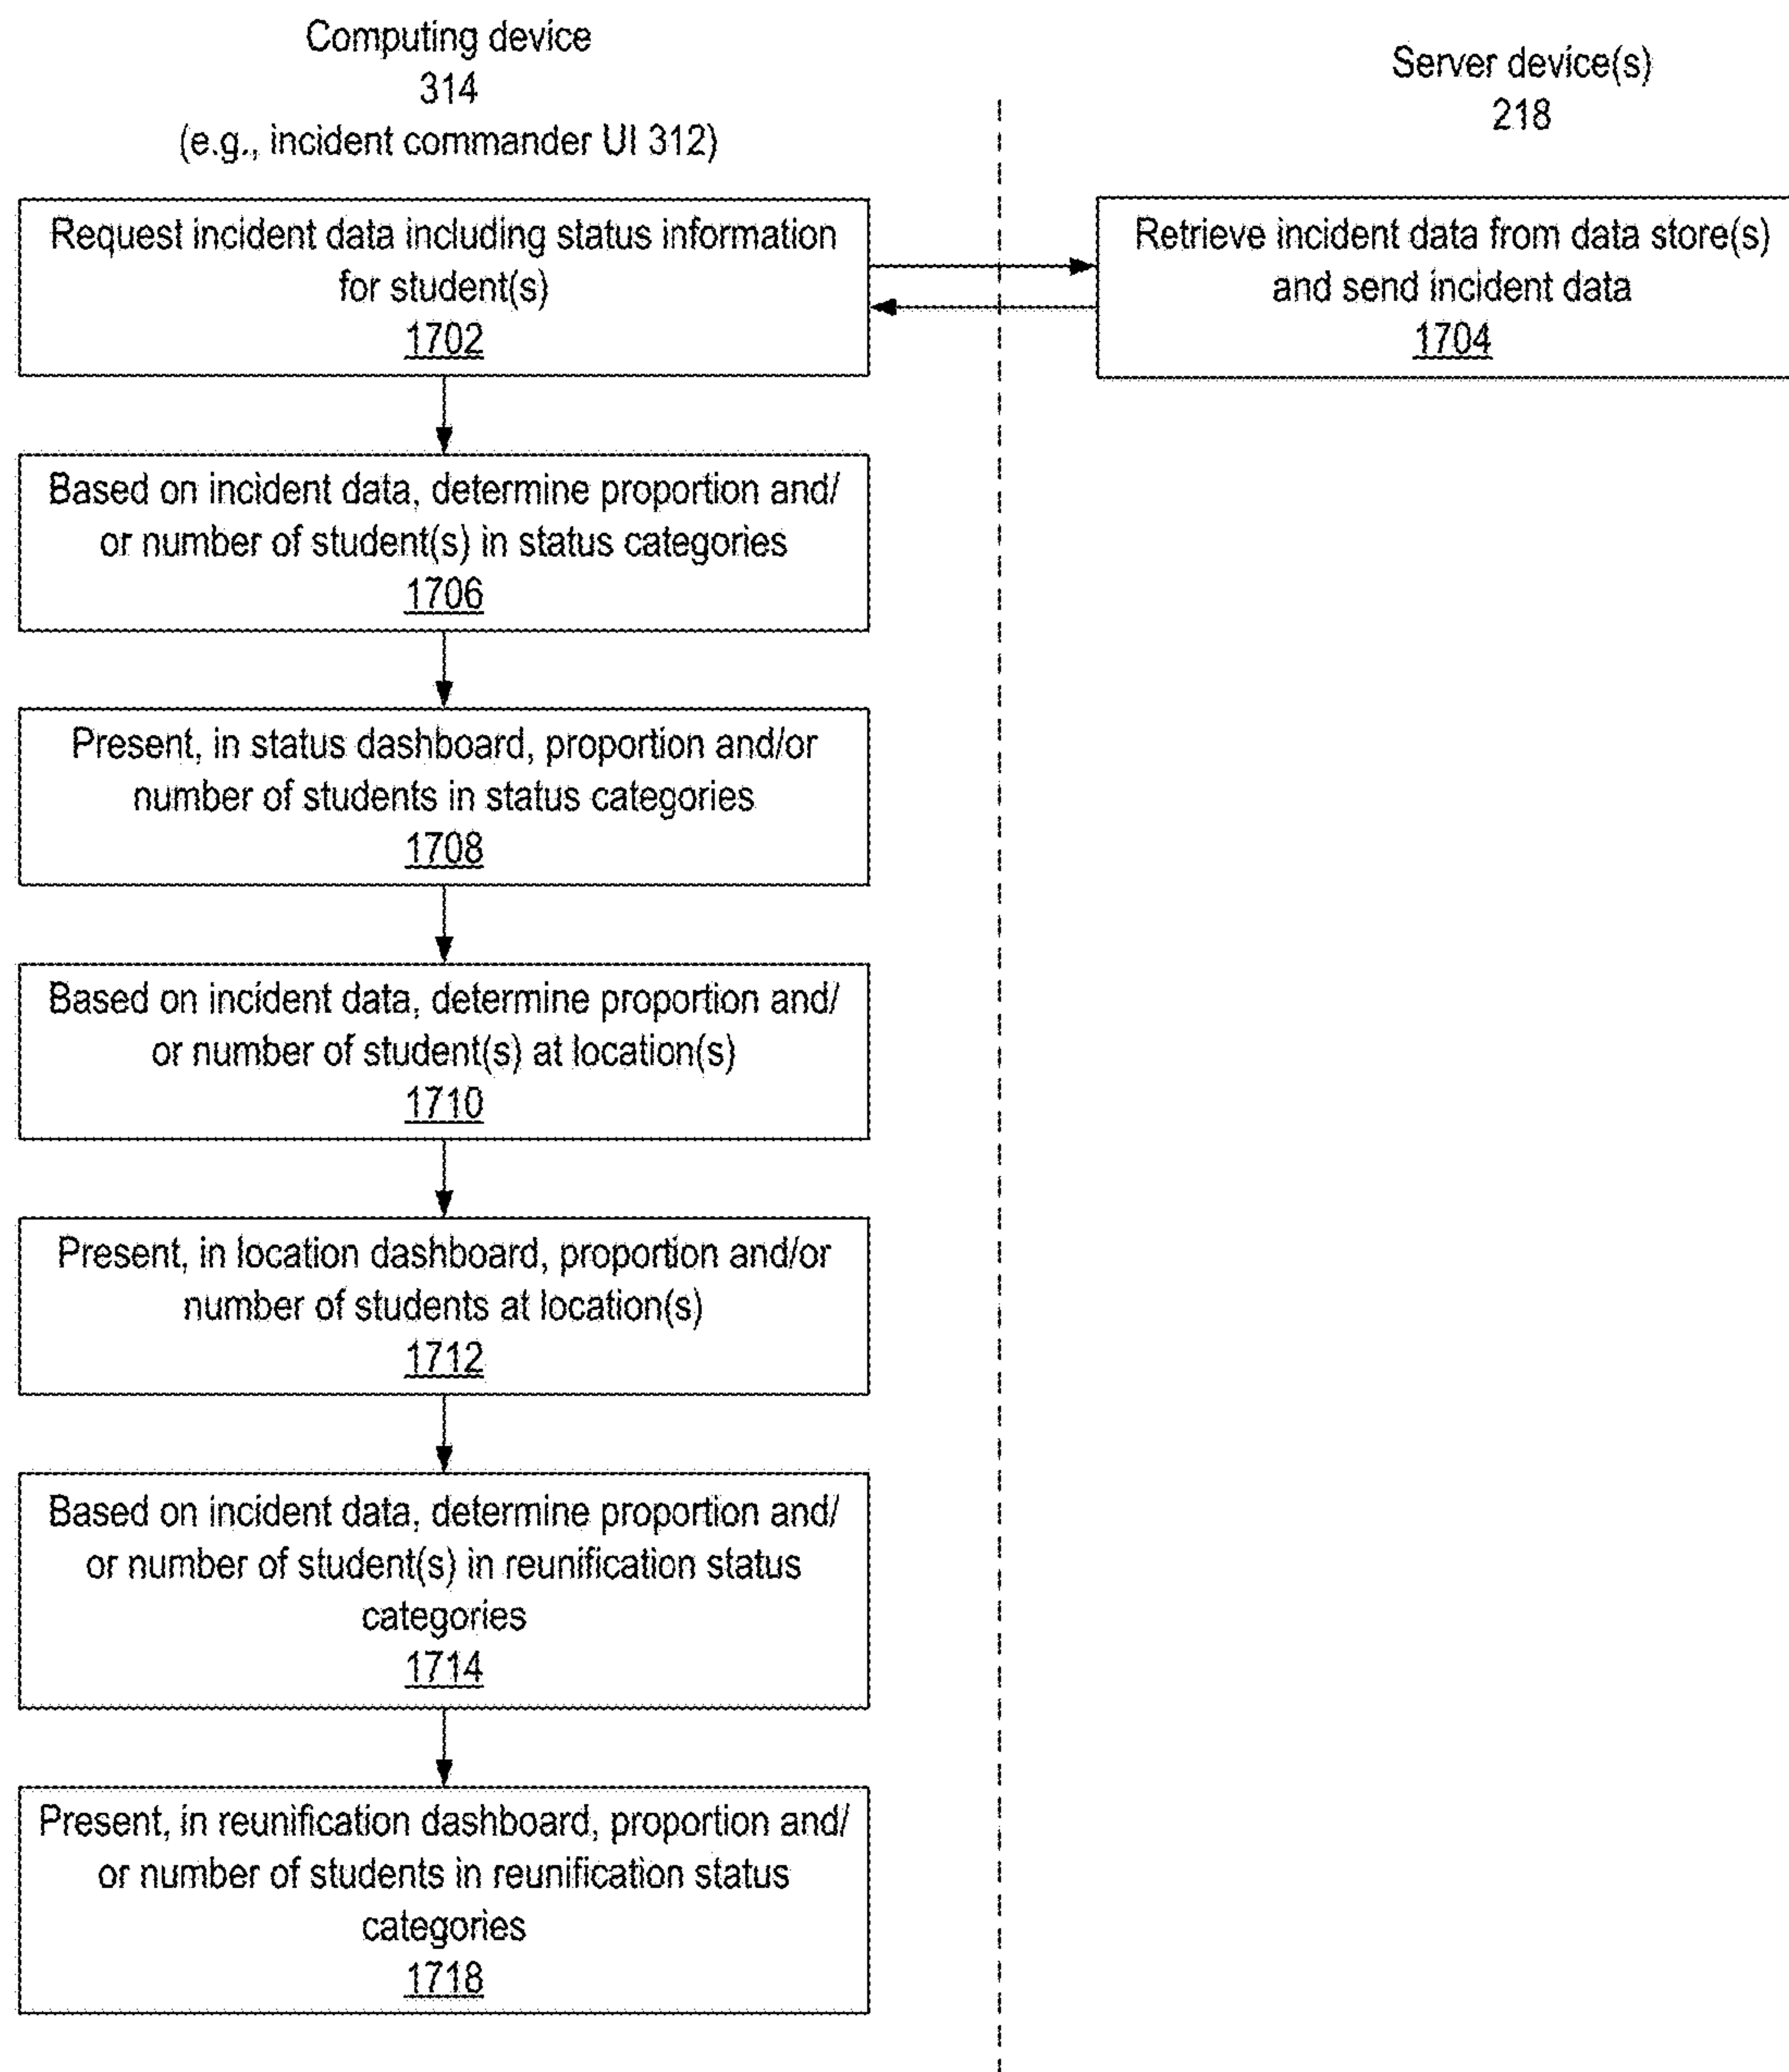 Computing device
314
(e.g., incident commander UI 312)
Server device(s)
218
Request incident data including status information
for student(s)
1702
Retrieve incident data from data store(s)
and send incident data
1704
Based on incident data, determine proportion and/
or number of student(s) in status categories
1706
Present, in status dashboard, proportion and/or
number of students in status categories
1708
Based on incident data, determine proportion and/
or number of student(s) at location(s)
1710
Present, in location dashboard, proportion and/or
number of students at location(s)
1712
Based on incident data, determine proportion and/
or number of student(s) in reunification status
categories
1714
Present, in reunification dashboard, proportion and/
or number of students in reunification status
categories
1718